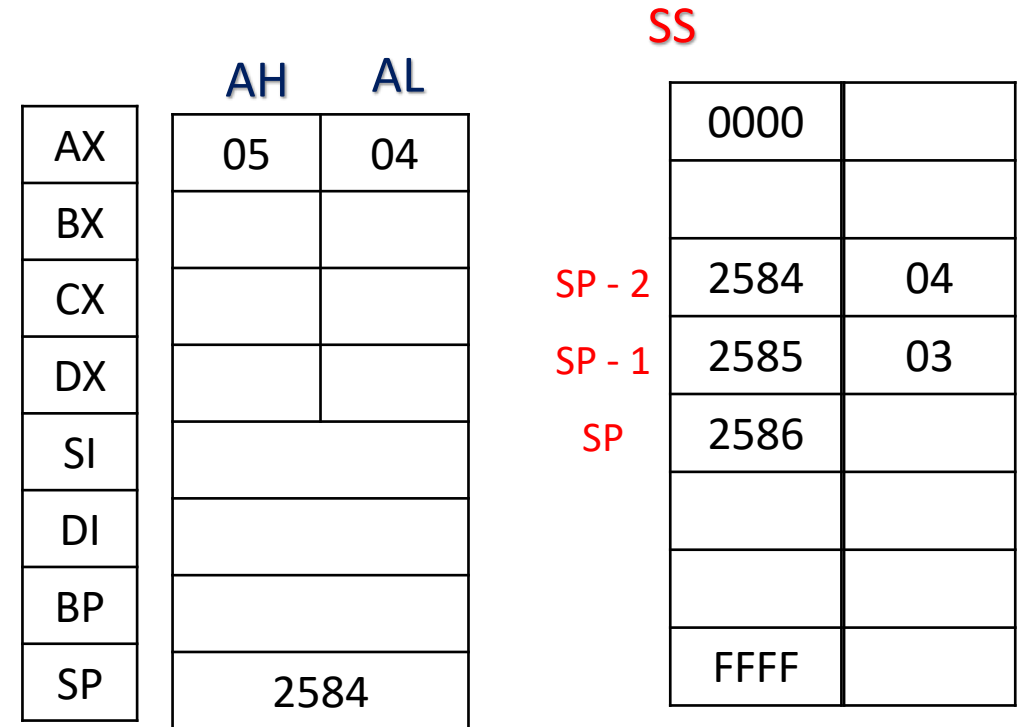 SS
AH AL
AX 05 04
BX
CX
DX
SI
DI
BP
SP 2584
0000
SP - 2 2584 04
SP - 1 2585 03
SP 2586
FFFF